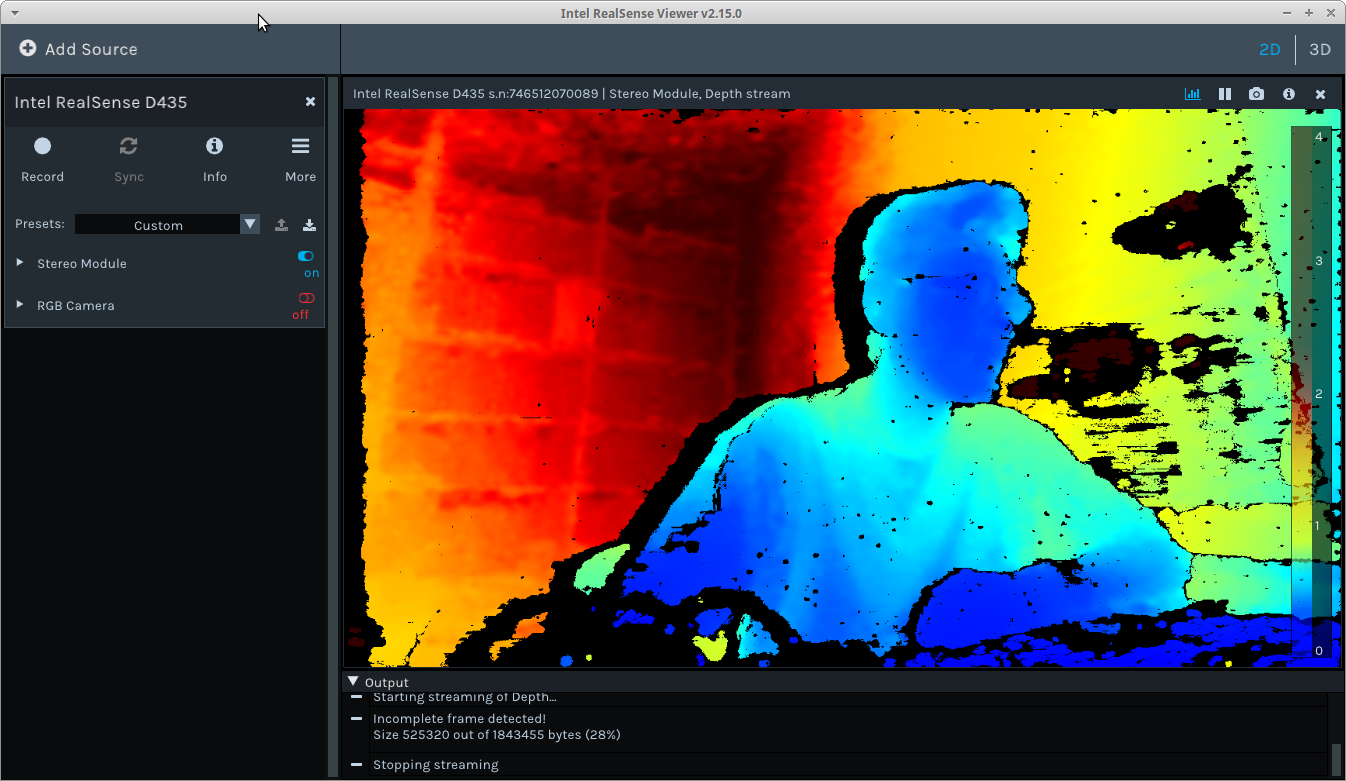 Intel RealSense Viewer v2.15.0
Add Source
2D
3D
Intel RealSense D435
Intel RealSense D435 s.n:746512070089 | Stereo Module, Depth stream
Record
Sync
Info
More
Presets:
Custom
Stereo Module
on
RGB Camera
off
4
3
2
1
0
Output
Starting streaming of Depth...
Incomplete frame detected!
Size 525320 out of 1843455 bytes (28%)
Stopping streaming